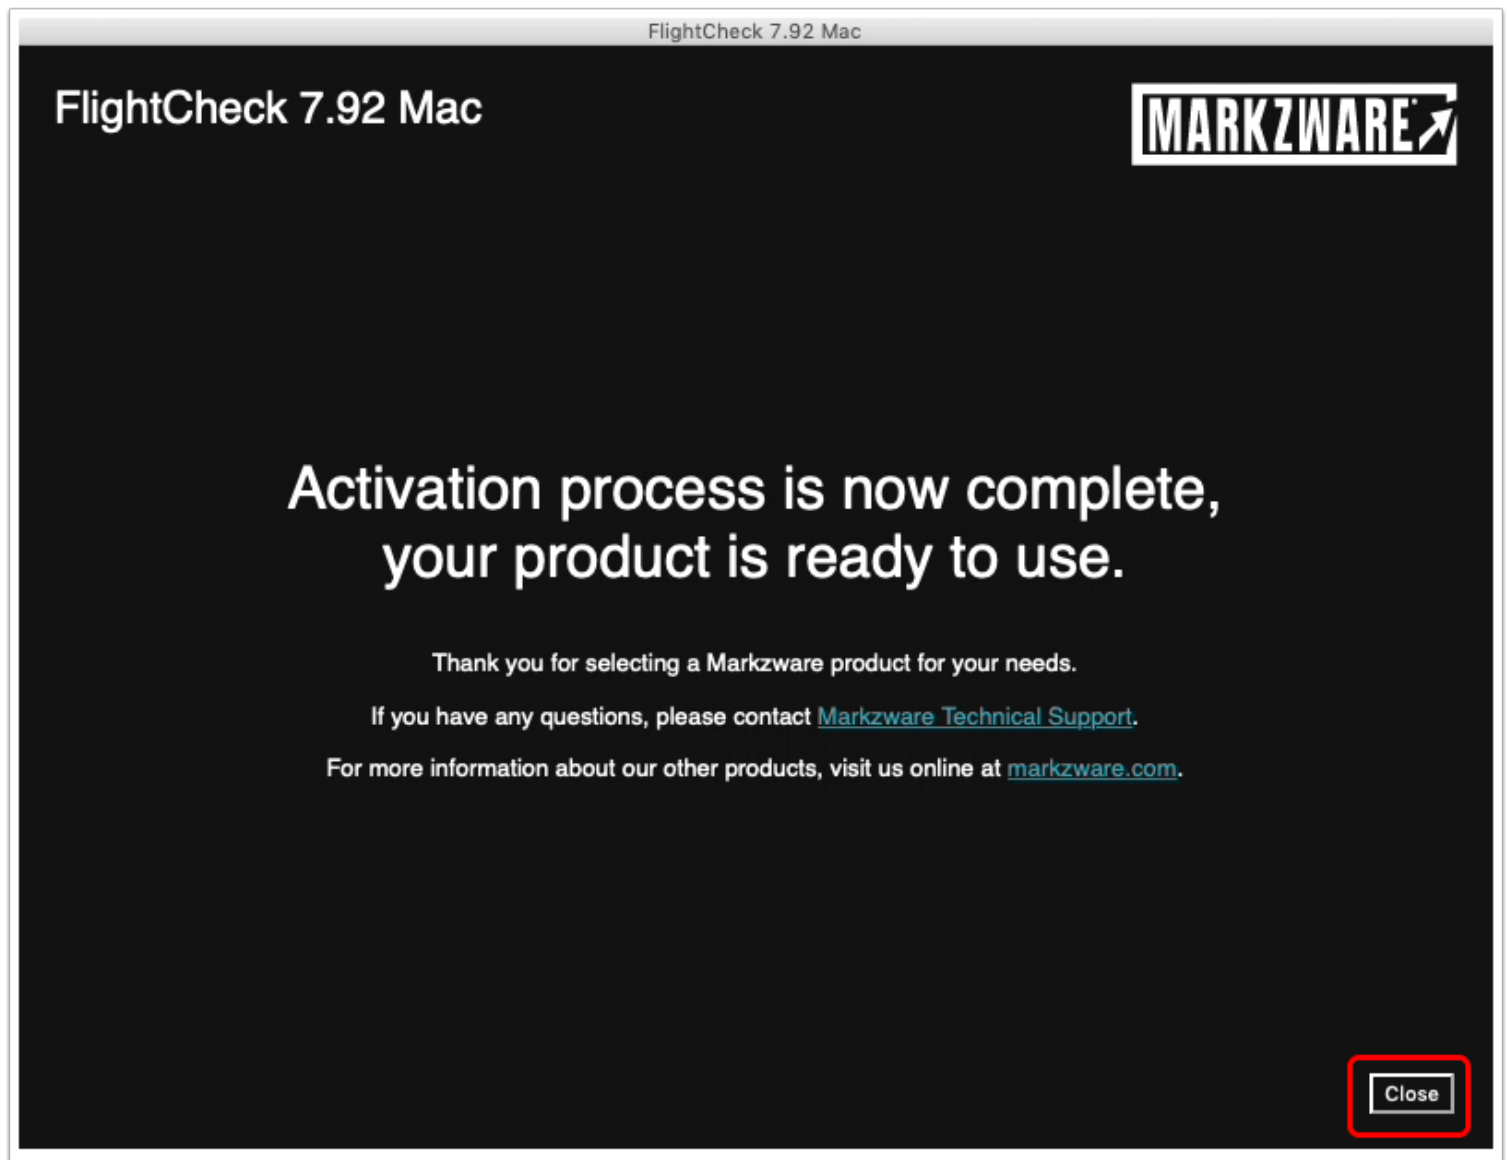 FlightCheck 7.92 Mac
FlightCheck 7.92 Mac
MARKZWARE
Activation process is now complete,
your product is ready to use.
Thank you for selecting a Markzware product for your needs.
If you have any questions, please contact Markzware Technical Support.
For more information about our other products, visit us online at markzware.com.
Close